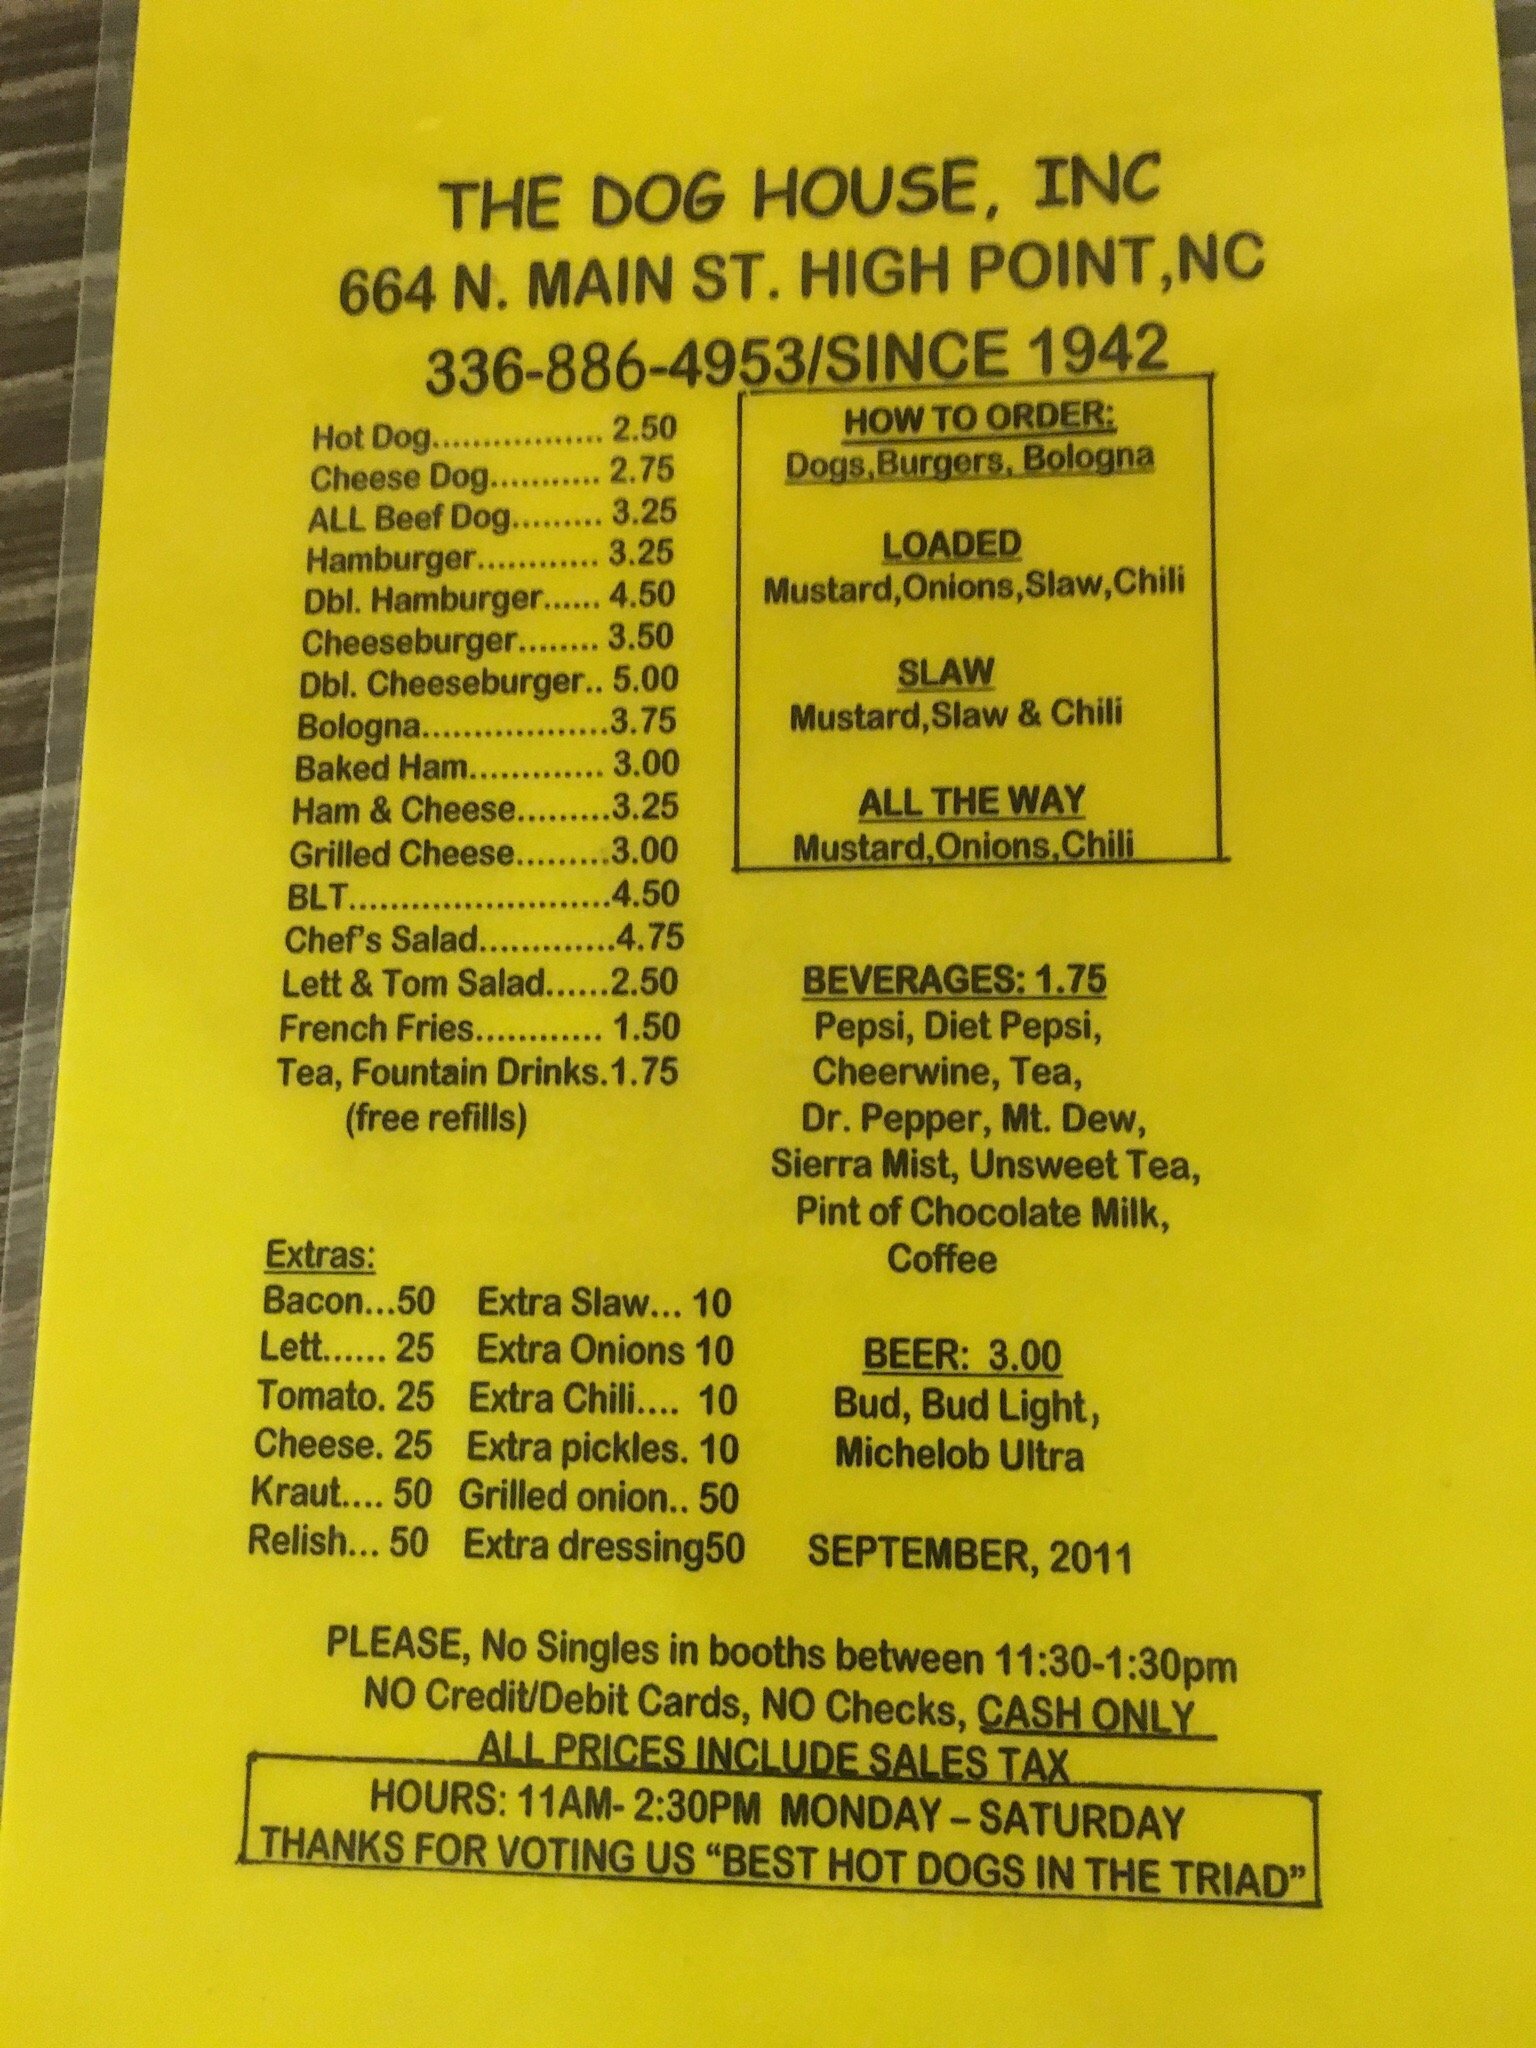 THE DOG HOUSE, INC
664 N. MAIN ST. HIGH POINT,NC
336-886-4953/SINCE 1942
Hot Dog................. 2.50
Cheese Dog........... 2.75
ALL Beef Dog......... 3.25
Hamburger............ 3.25
Dbl. Hamburger...... 4.50
Cheeseburger........ 3.50
Dbl. Cheeseburger.. 5.00
Bologna..................3.75
Baked Ham............. 3.00
Ham & Cheese.........3.25
Grilled Cheese.........3.00
BLT.........................4.50
Chef's Salad.............4.75
Lett & Tom Salad......2.50
French Fries............ 1.50
Tea, Fountain Drinks.1.75
(free refills)
HOW TO ORDER:
Dogs,Burgers, Bologna
LOADED
Mustard,Onions,Slaw,Chili
SLAW
Mustard,Slaw & Chili
ALL THE WAY
Mustard,Onions,Chili
BEVERAGES: 1.75
Pepsi, Diet Pepsi,
Cheerwine, Tea,
Dr. Pepper, Mt. Dew,
Sierra Mist, Unsweet Tea,
Pint of Chocolate Milk,
Coffee
Extras:
Bacon...50 Extra Slaw... 10
Lett...... 25 Extra Onions 10
Tomato. 25 Extra Chili.... 10
Cheese. 25 Extra pickles. 10
Kraut.... 50 Grilled onion.. 50
Relish... 50 Extra dressing50
BEER: 3.00
Bud, Bud Light,
Michelob Ultra
SEPTEMBER, 2011
PLEASE, No Singles in booths between 11:30-1:30pm
NO Credit/Debit Cards, NO Checks, CASH ONLY
ALL PRICES INCLUDE SALES TAX
HOURS: 11AM- 2:30PM MONDAY – SATURDAY
THANKS FOR VOTING US “BEST HOT DOGS IN THE TRIAD”